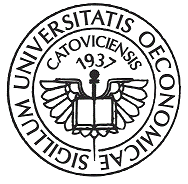 SIGILLUM UNIVERSITATIS OECONOMICAE
CATOVICIENSIS
1937